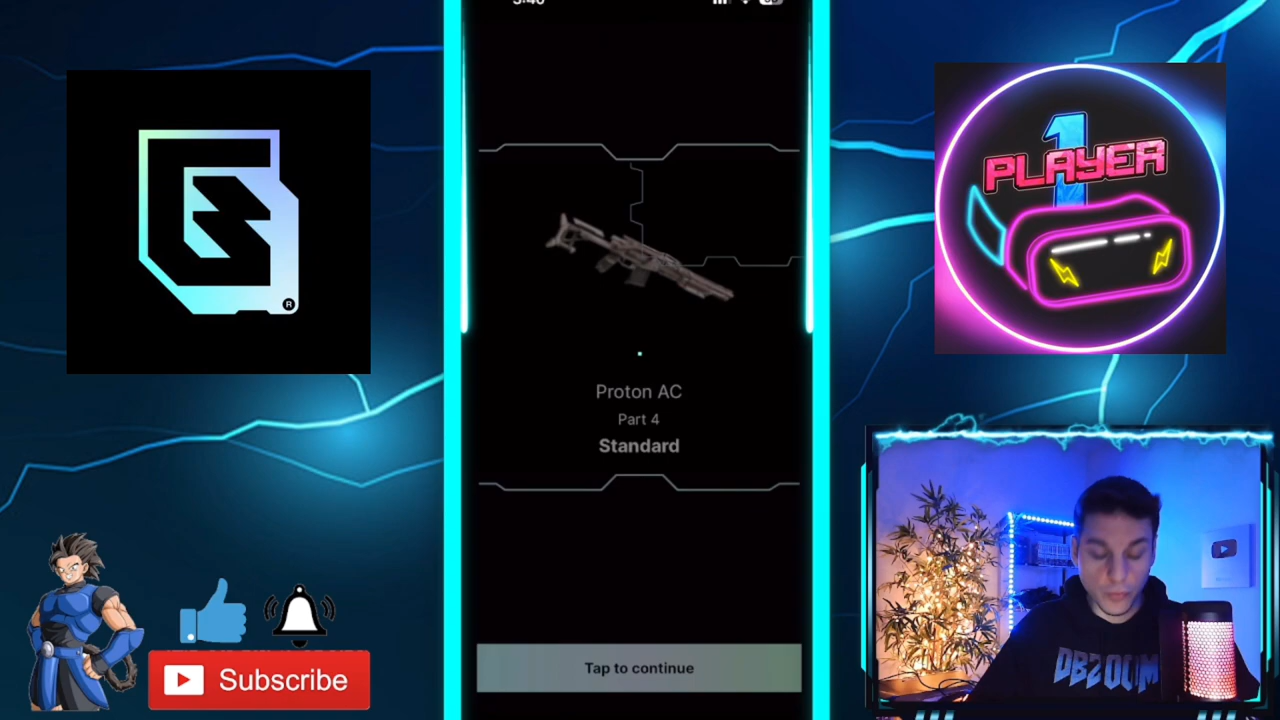 ®
PLAYER
1
Proton AC
Part 4
Standard
Tap to continue
Subscribe
DBZOOM